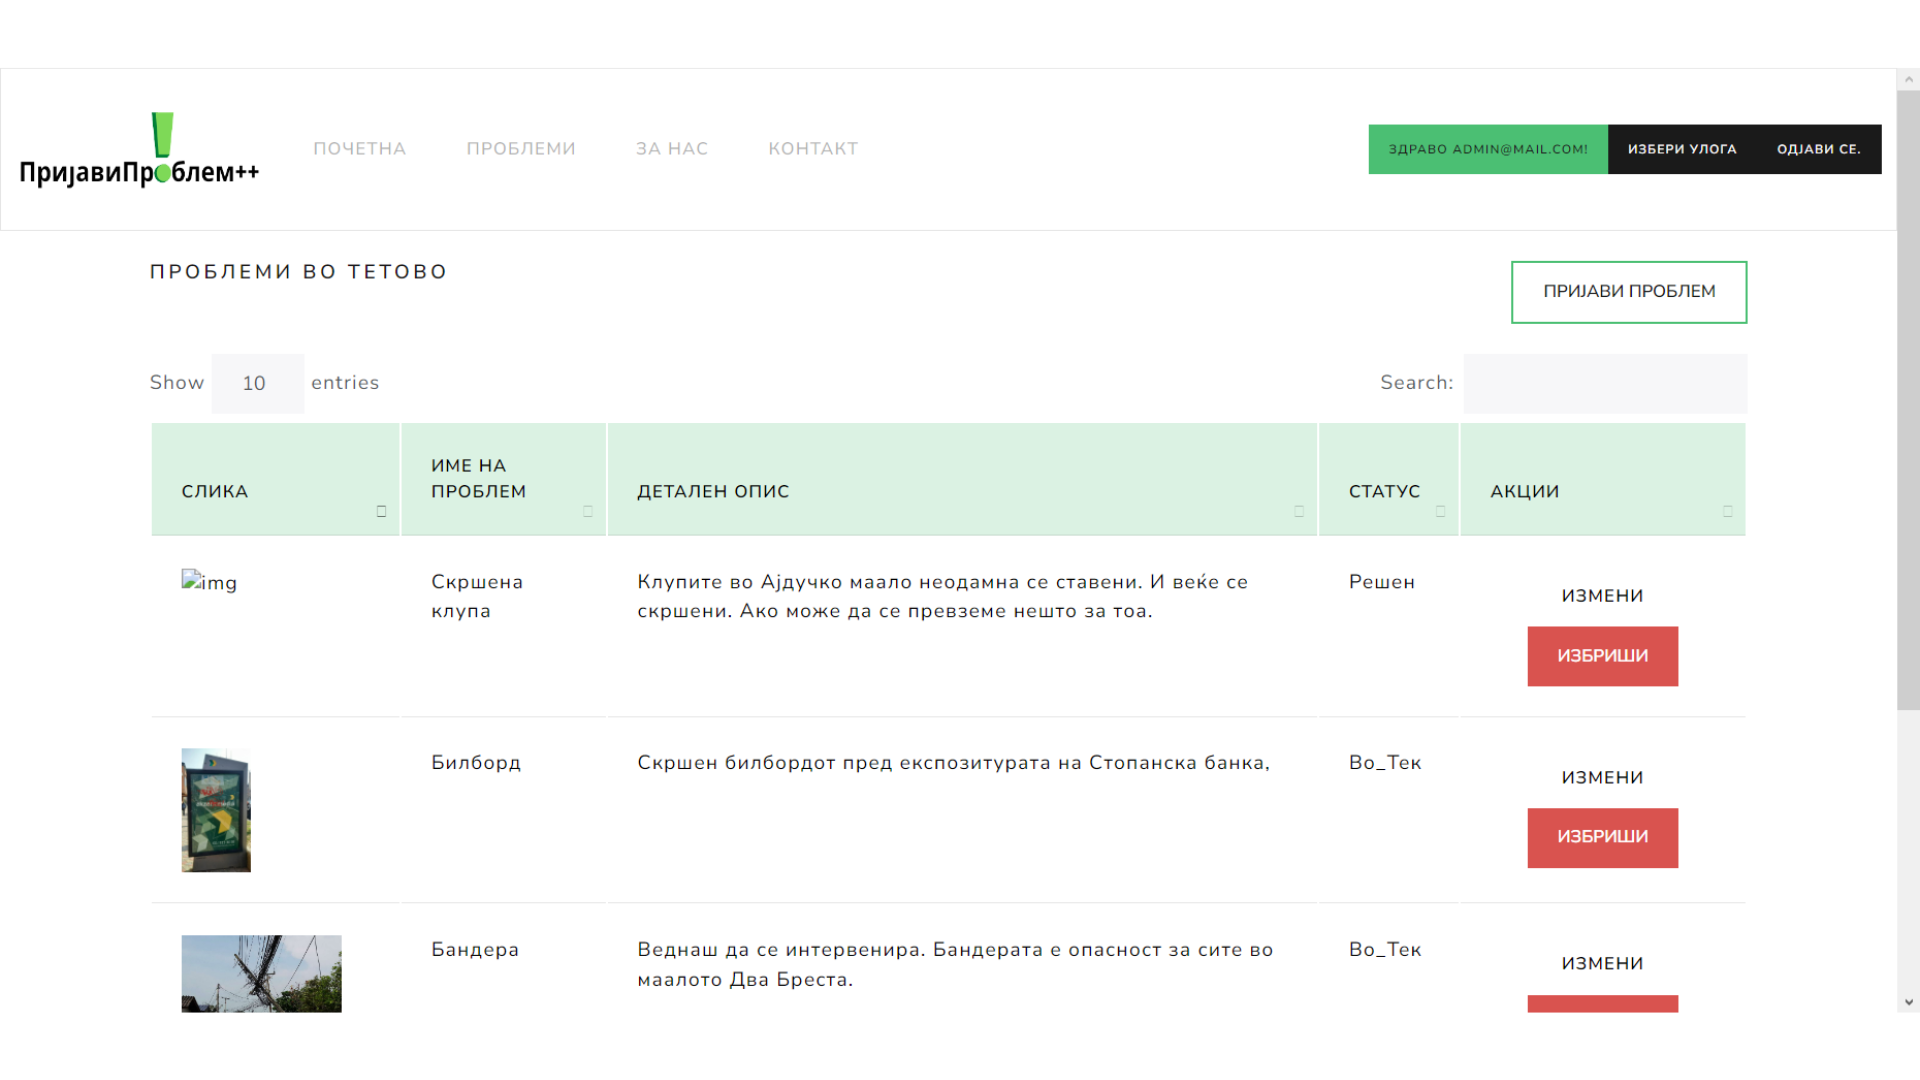 ПријавиПроблем++
ПОЧЕТНА
ПРОБЛЕМИ
ЗА НАС
КОНТАКТ
ЗДРАВО ADMIN@MAIL.COM!
ИЗБЕРИ УЛОГА
ОДЈАВИ СЕ.
ПРОБЛЕМИ ВО ТЕТОВО
ПРИЈАВИ ПРОБЛЕМ
Show 10 entries
Search:
СЛИКА
ИМЕ НА
ПРОБЛЕМ
ДЕТАЛЕН ОПИС
СТАТУС
АКЦИИ
img
Скршена
клупа
Клупите во Ајдучко маало неодамна се ставени. И веќе се
скршени. Ако може да се превземе нешто за тоа.
Решен
ИЗМЕНИ
ИЗБРИШИ
Билборд
Скршен билбордот пред експозитурата на Стопанска банка,
Во_Тек
ИЗМЕНИ
ИЗБРИШИ
Бандера
Веднаш да се интервенира. Бандерата е опасност за сите во
маалото Два Бреста.
Во_Тек
ИЗМЕНИ